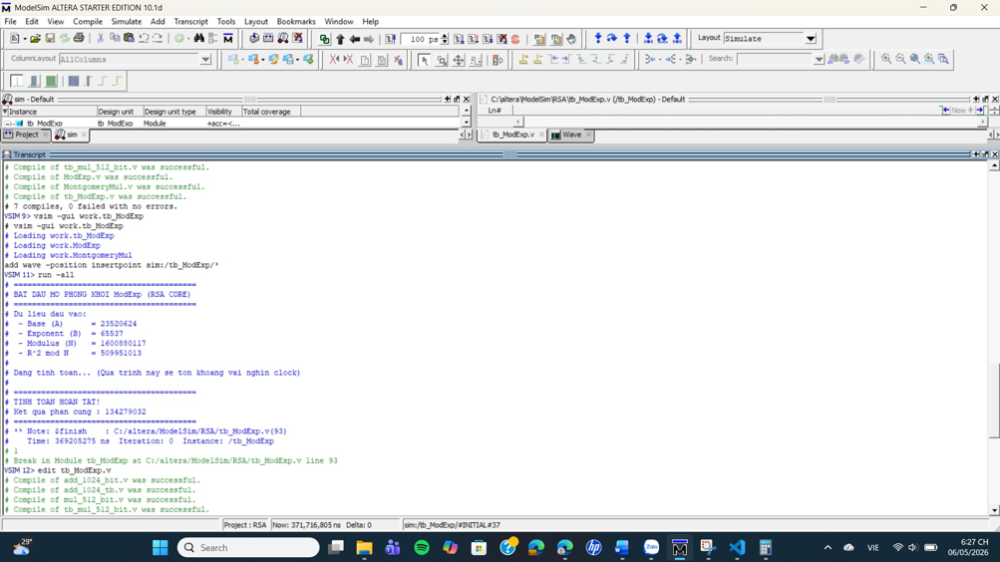 ModelSim ALTERA STARTER EDITION 10.1d
File Edit View Compile Simulate Add Transcript Tools Layout Bookmarks Window Help
100 ps
Layout Simulate
ColumnLayout AllColumns
Search:
sim - Default
C:\altera\ModelSim\RSA\tb_ModExp.v (/tb_ModExp) - Default
Instance Design unit Design unit type Visibility Total coverage
Ln#
Now
tb_ModExp tb_ModExp Module +acc=<...
Project sim
tb_ModExp.v Wave
Transcript
# Compile of tb_mul_512_bit.v was successful.
# Compile of ModExp.v was successful.
# Compile of MontgomeryMul.v was successful.
# Compile of tb_ModExp.v was successful.
# 7 compiles, 0 failed with no errors.
VSIM 9> vsim -gui work.tb_ModExp
# vsim -gui work.tb_ModExp
# Loading work.tb_ModExp
# Loading work.ModExp
# Loading work.MontgomeryMul
add wave -position insertpoint sim:/tb_ModExp/*
VSIM 11> run -all
# ========================================
# BAT DAU MO PHONG KHOI ModExp (RSA CORE)
# ========================================
# Du lieu dau vao:
#  - Base (A)     = 23520624
#  - Exponent (B) = 65537
#  - Modulus (N)  = 1600880117
#  - R^2 mod N    = 509951013
#
# Dang tinh toan... (Qua trinh nay se ton khoang vai nghin clock)
#
# ========================================
# TINH TOAN HOAN TAT!
# Ket qua phan cung : 134279032
# ========================================
# ** Note: $finish    : C:/altera/ModelSim/RSA/tb_ModExp.v(93)
#    Time: 369205275 ns  Iteration: 0  Instance: /tb_ModExp
# 1
# Break in Module tb_ModExp at C:/altera/ModelSim/RSA/tb_ModExp.v line 93
VSIM 12> edit tb_ModExp.v
# Compile of add_1024_bit.v was successful.
# Compile of add_1024_tb.v was successful.
# Compile of mul_512_bit.v was successful.
# Compile of tb_mul_512_bit.v was successful.
Project : RSA Now: 371,716,805 ns Delta: 0 sim:/tb_ModExp/#INITIAL#37
29°
Search
VIE
6:27 CH
06/05/2026